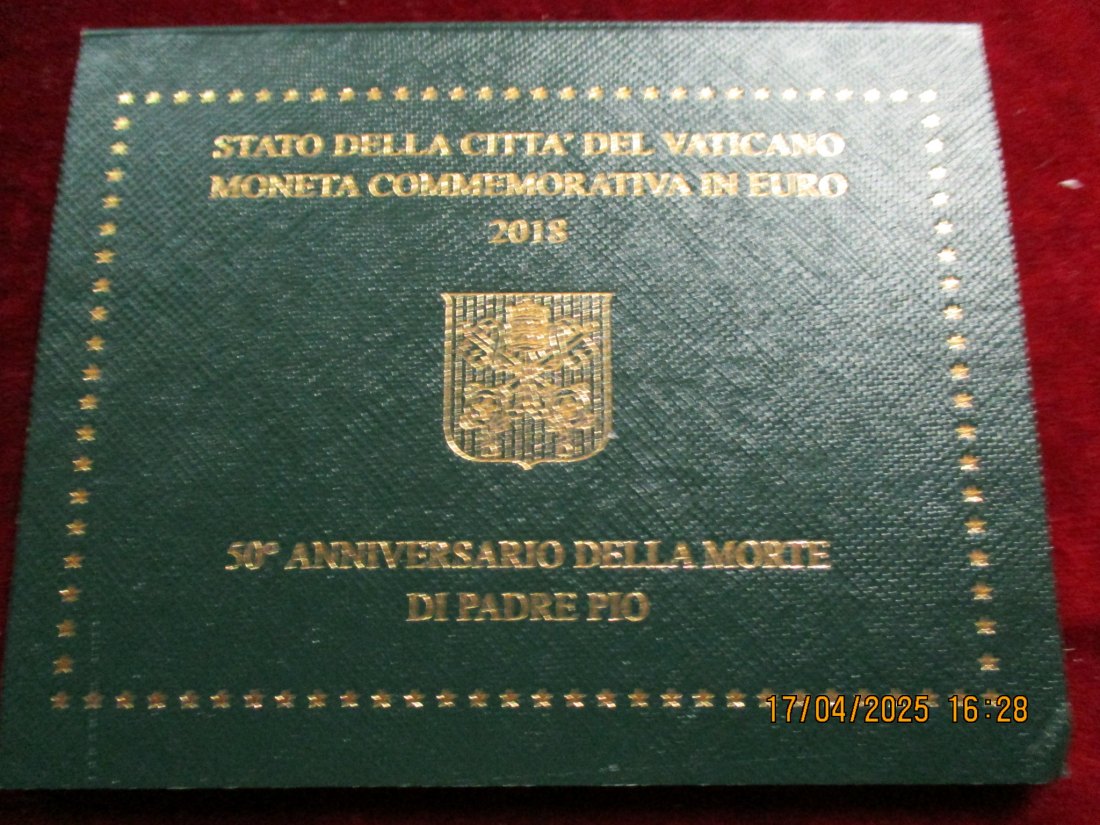 STATO DELLA CITTA' DEL VATICANO
MONETA COMMEMORATIVA IN EURO
2018
50° ANNIVERSARIO DELLA MORTE
DI PADRE PIO
17/04/2025 16:28